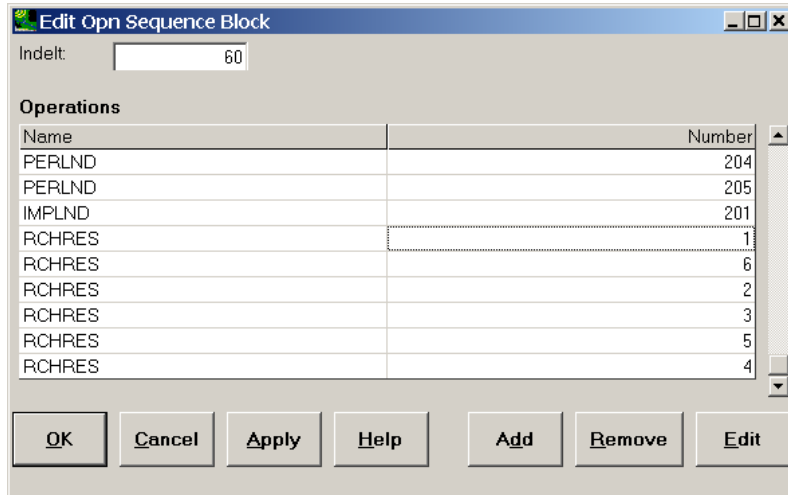 Edit Opn Sequence Block
Indelt: 60
Operations
Name Number
PERLND 204
PERLND 205
IMPLND 201
RCHRES 1
RCHRES 6
RCHRES 2
RCHRES 3
RCHRES 5
RCHRES 4
OK Cancel Apply Help Add Remove Edit